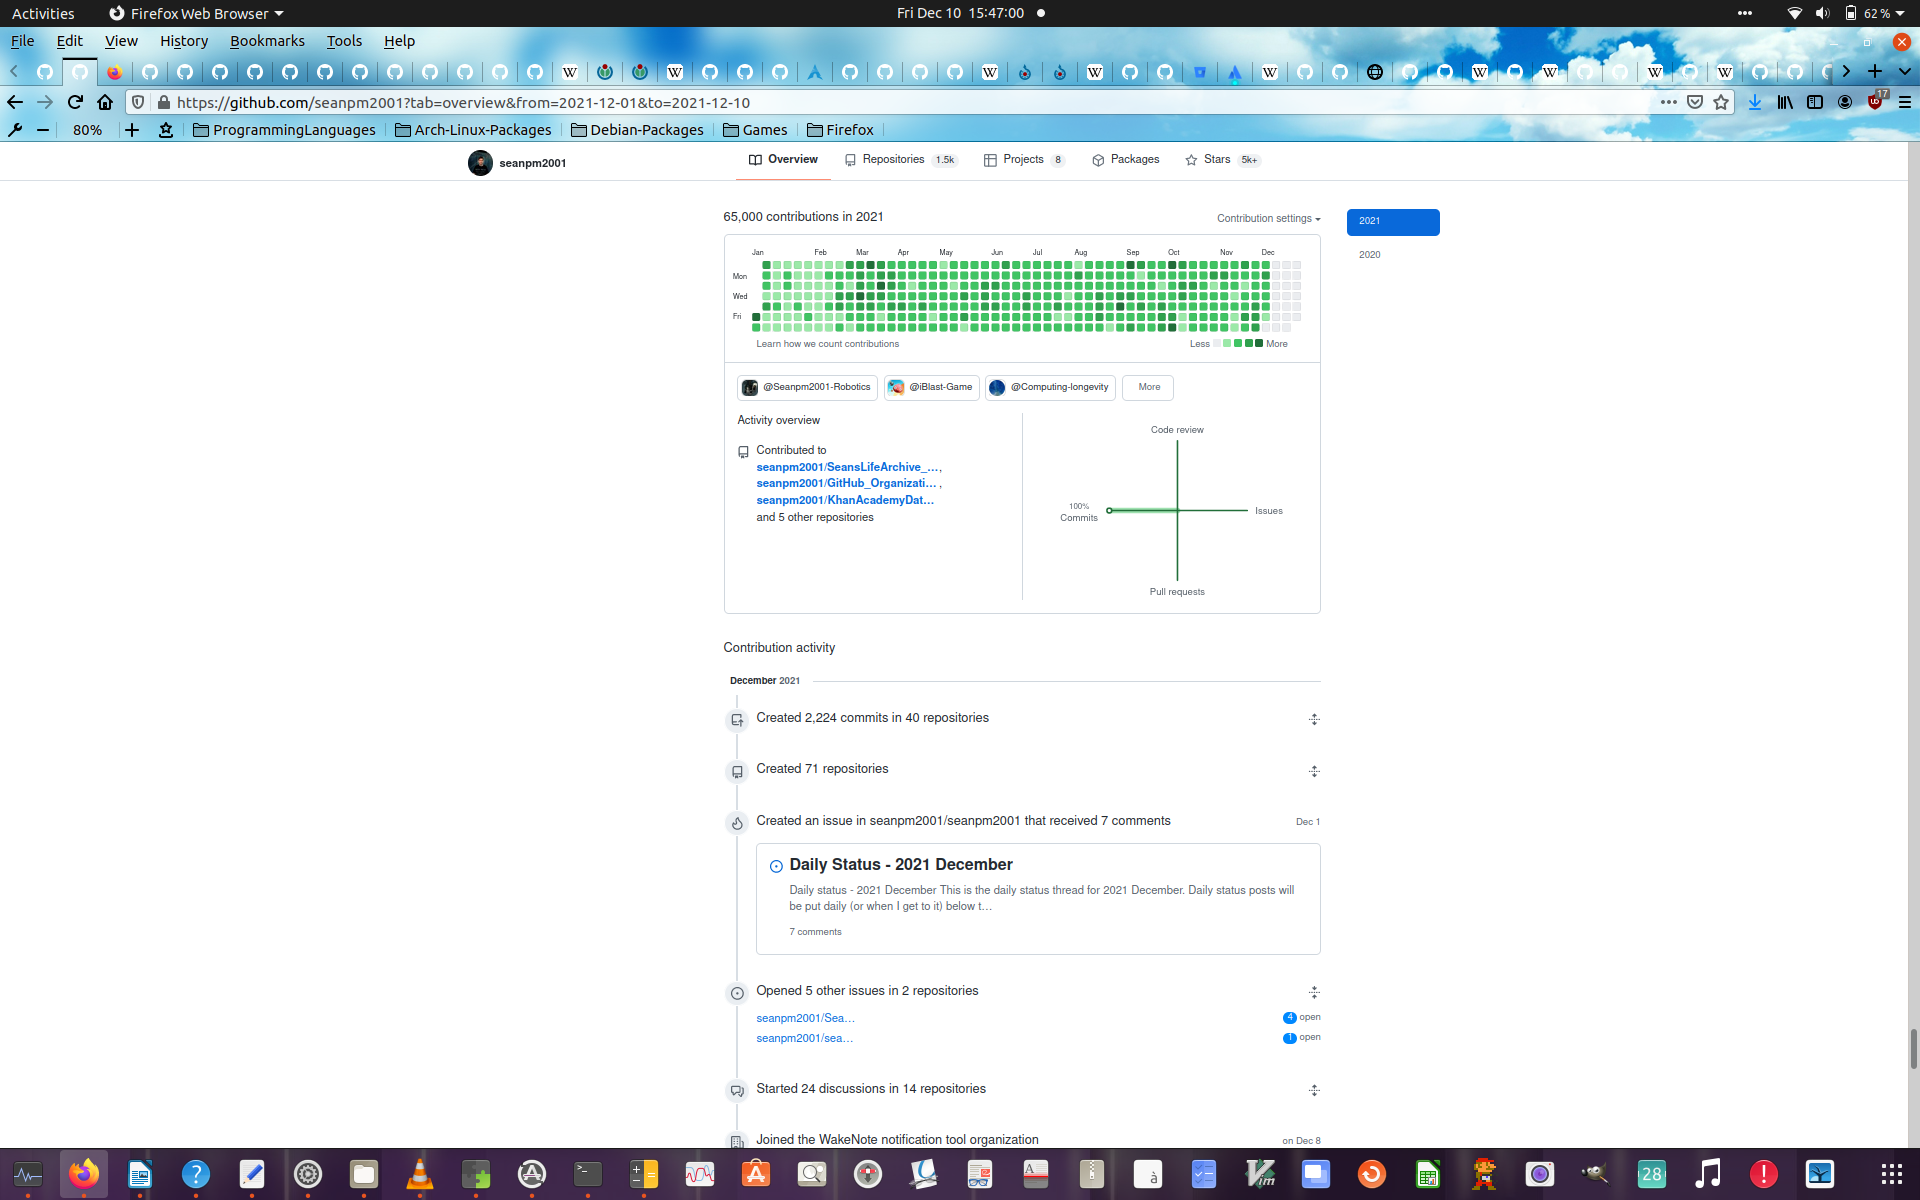 Activities
Firefox Web Browser
Fri Dec 10 15:47:00
62 %
File Edit View History Bookmarks Tools Help
https://github.com/seanpm2001?tab=overview&from=2021-12-01&to=2021-12-10
17
80%
ProgrammingLanguages
Arch-Linux-Packages
Debian-Packages
Games
Firefox
seanpm2001
Overview
Repositories 1.5k
Projects 8
Packages
Stars 5k+
65,000 contributions in 2021
Contribution settings
2021
2020
Jan Feb Mar Apr May Jun Jul Aug Sep Oct Nov Dec
Mon
Wed
Fri
Learn how we count contributions
Less More
@Seanpm2001-Robotics
@iBlast-Game
@Computing-longevity
More
Activity overview
Contributed to
seanpm2001/SeansLifeArchive_…,
seanpm2001/GitHub_Organizati… ,
seanpm2001/KhanAcademyDat…
and 5 other repositories
Code review
100%
Commits
Issues
Pull requests
Contribution activity
December 2021
Created 2,224 commits in 40 repositories
Created 71 repositories
Created an issue in seanpm2001/seanpm2001 that received 7 comments
Dec 1
Daily Status - 2021 December
Daily status - 2021 December This is the daily status thread for 2021 December. Daily status posts will
be put daily (or when I get to it) below t…
7 comments
Opened 5 other issues in 2 repositories
seanpm2001/Sea…
4 open
seanpm2001/sea…
1 open
Started 24 discussions in 14 repositories
Joined the WakeNote notification tool organization
on Dec 8
28